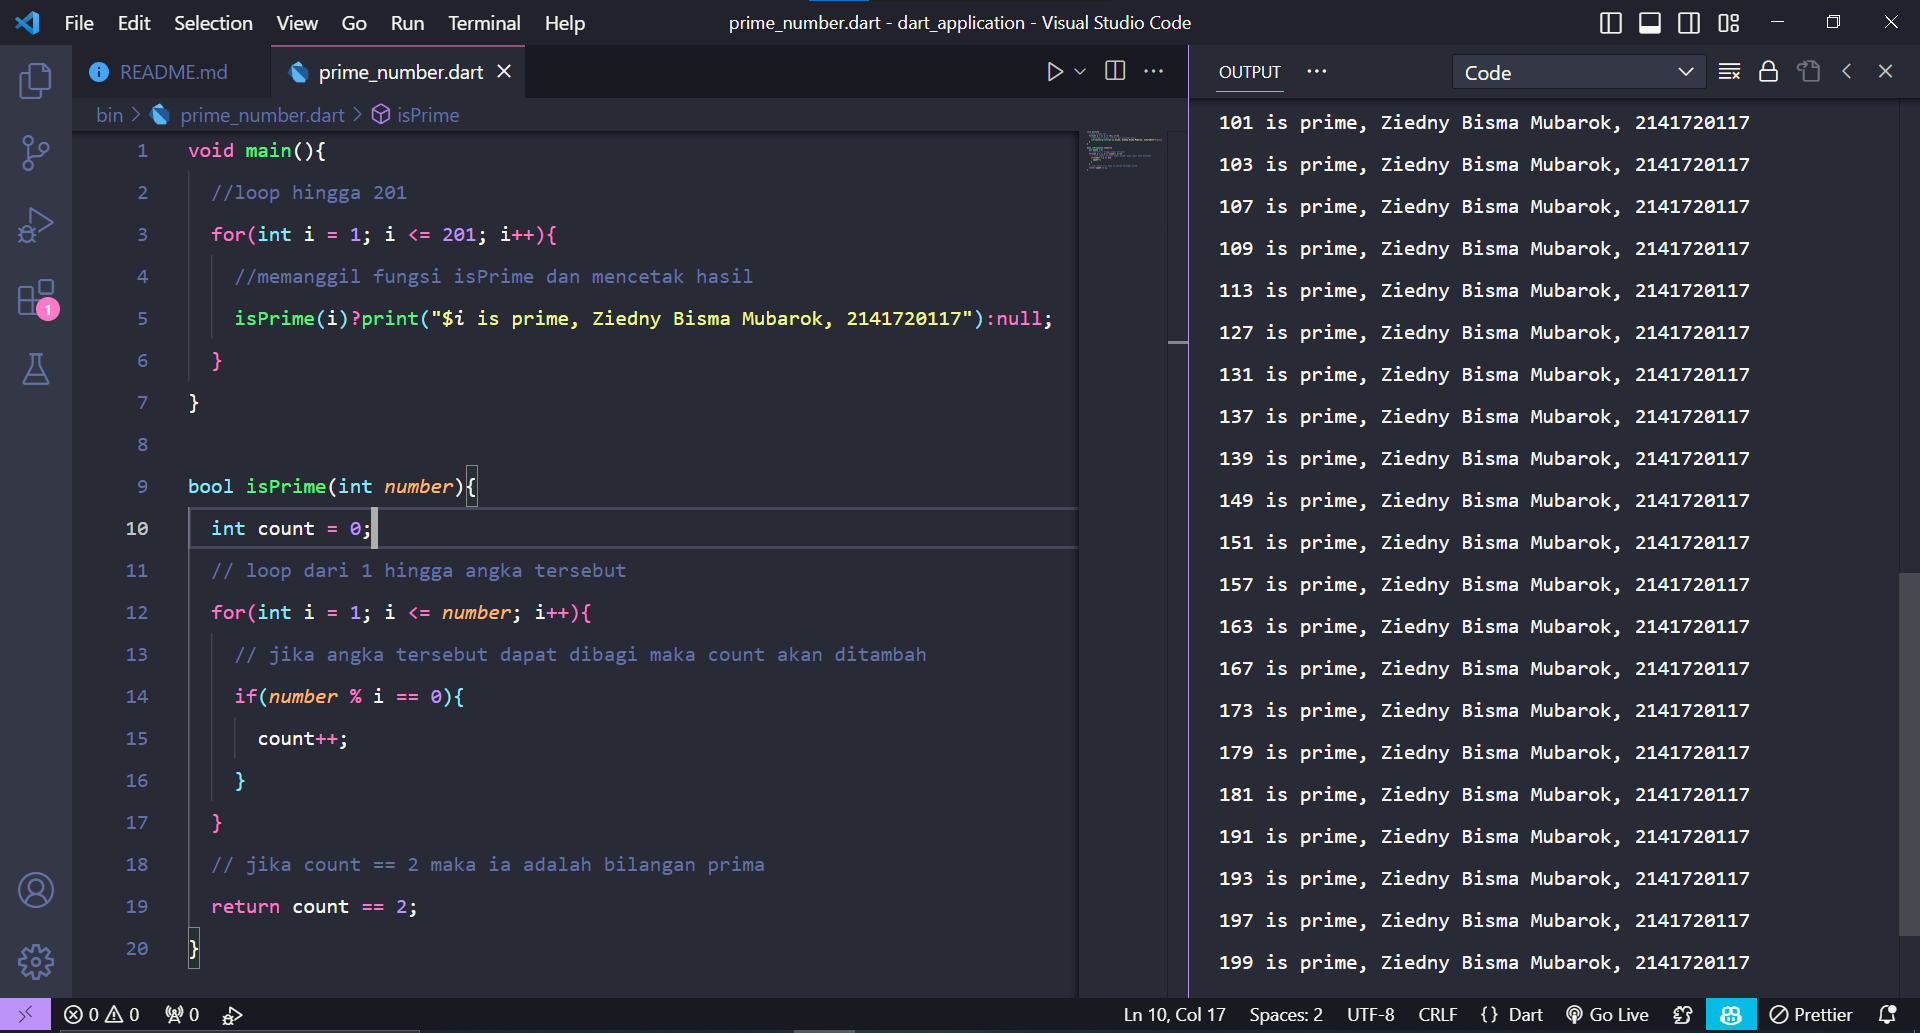 File Edit Selection View Go Run Terminal Help
prime_number.dart - dart_application - Visual Studio Code
README.md
prime_number.dart
bin > prime_number.dart > isPrime
1 void main(){
2 //loop hingga 201
3 for(int i = 1; i <= 201; i++){
4 //memanggil fungsi isPrime dan mencetak hasil
5 isPrime(i)?print("$i is prime, Ziedny Bisma Mubarok, 2141720117"):null;
6 }
7 }
8
9 bool isPrime(int number){
10 int count = 0;
11 // loop dari 1 hingga angka tersebut
12 for(int i = 1; i <= number; i++){
13 // jika angka tersebut dapat dibagi maka count akan ditambah
14 if(number % i == 0){
15 count++;
16 }
17 }
18 // jika count == 2 maka ia adalah bilangan prima
19 return count == 2;
20 }
1
OUTPUT
Code
101 is prime, Ziedny Bisma Mubarok, 2141720117
103 is prime, Ziedny Bisma Mubarok, 2141720117
107 is prime, Ziedny Bisma Mubarok, 2141720117
109 is prime, Ziedny Bisma Mubarok, 2141720117
113 is prime, Ziedny Bisma Mubarok, 2141720117
127 is prime, Ziedny Bisma Mubarok, 2141720117
131 is prime, Ziedny Bisma Mubarok, 2141720117
137 is prime, Ziedny Bisma Mubarok, 2141720117
139 is prime, Ziedny Bisma Mubarok, 2141720117
149 is prime, Ziedny Bisma Mubarok, 2141720117
151 is prime, Ziedny Bisma Mubarok, 2141720117
157 is prime, Ziedny Bisma Mubarok, 2141720117
163 is prime, Ziedny Bisma Mubarok, 2141720117
167 is prime, Ziedny Bisma Mubarok, 2141720117
173 is prime, Ziedny Bisma Mubarok, 2141720117
179 is prime, Ziedny Bisma Mubarok, 2141720117
181 is prime, Ziedny Bisma Mubarok, 2141720117
191 is prime, Ziedny Bisma Mubarok, 2141720117
193 is prime, Ziedny Bisma Mubarok, 2141720117
197 is prime, Ziedny Bisma Mubarok, 2141720117
199 is prime, Ziedny Bisma Mubarok, 2141720117
0 0 0
Ln 10, Col 17 Spaces: 2 UTF-8 CRLF {} Dart Go Live Prettier